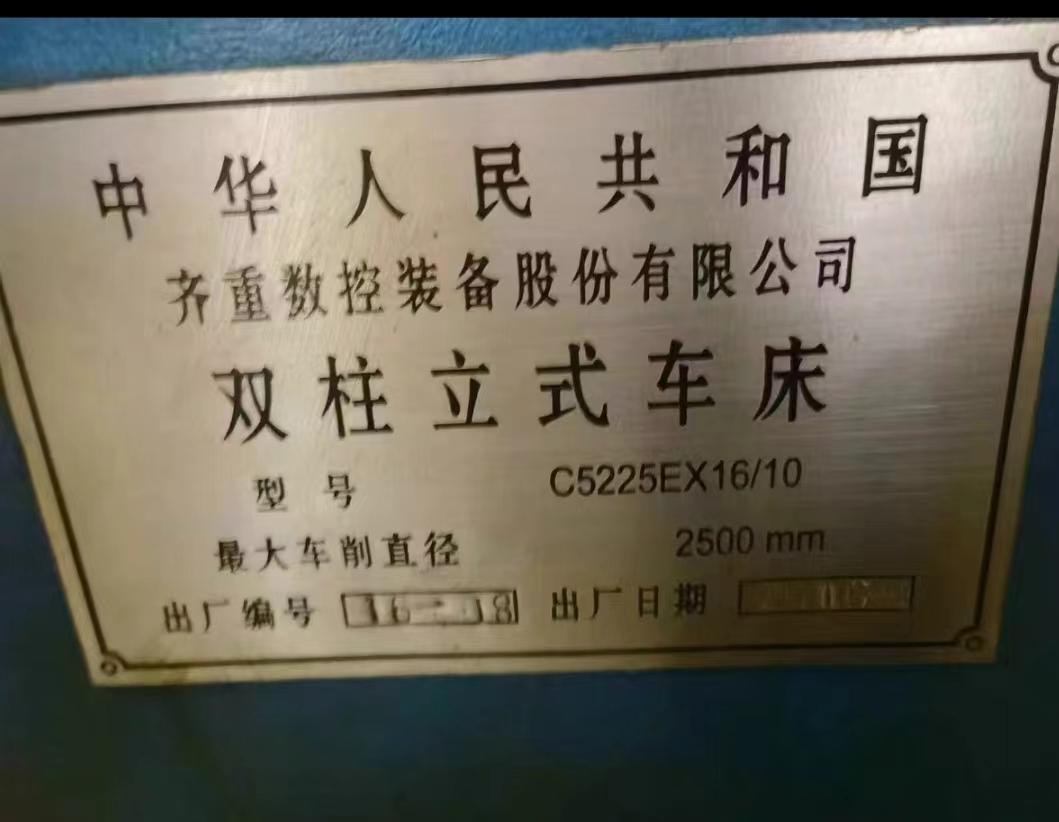 中华人民共和国
齐重数控装备股份有限公司
双柱立式车床
型号 C5225EX16/10
最大车削直径 2500 mm
出厂编号 出厂日期